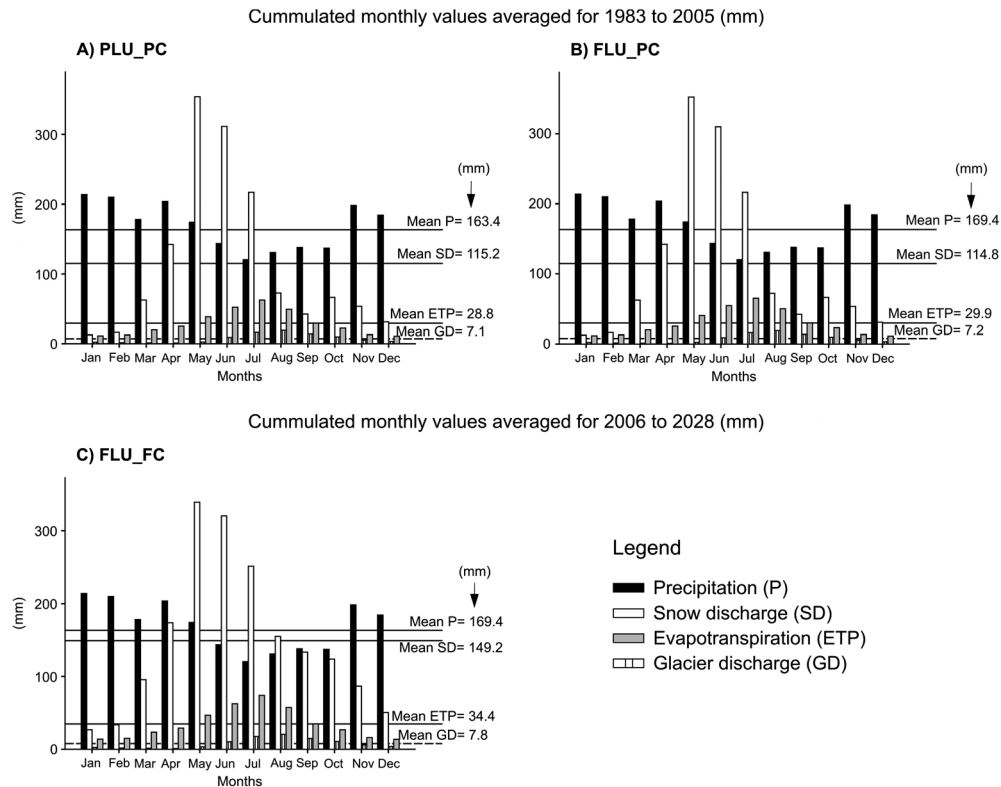 Cummulated monthly values averaged for 1983 to 2005 (mm)
A) PLU_PC
(mm)
300
200
100
0
(mm)
Mean P= 163.4
Mean SD= 115.2
Mean ETP= 28.8
Mean GD= 7.1
Jan Feb Mar Apr May Jun Jul Aug Sep Oct Nov Dec
Months
B) FLU_PC
300
200
100
0
(mm)
Mean P= 169.4
Mean SD= 114.8
Mean ETP= 29.9
Mean GD= 7.2
Jan Feb Mar Apr May Jun Jul Aug Sep Oct Nov Dec
Months
Cummulated monthly values averaged for 2006 to 2028 (mm)
C) FLU_FC
(mm)
300
200
100
0
(mm)
Mean P= 169.4
Mean SD= 149.2
Mean ETP= 34.4
Mean GD= 7.8
Jan Feb Mar Apr May Jun Jul Aug Sep Oct Nov Dec
Months
Legend
Precipitation (P)
Snow discharge (SD)
Evapotranspiration (ETP)
Glacier discharge (GD)